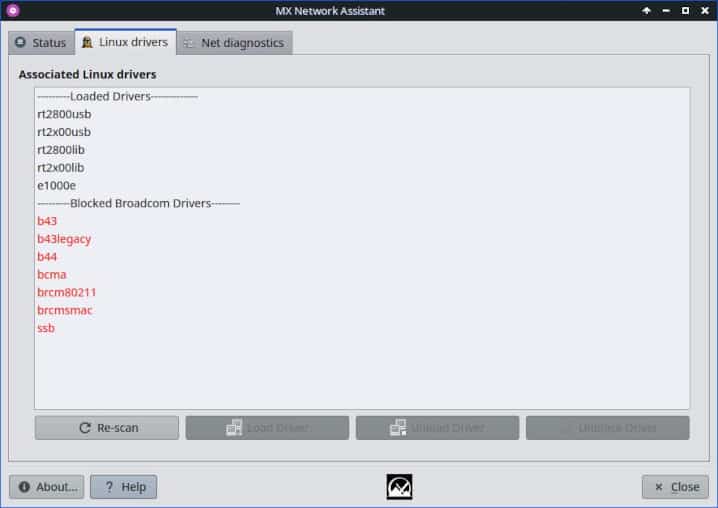 MX Network Assistant
Status
Linux drivers
Net diagnostics
Associated Linux drivers
---------Loaded Drivers-------------
rt2800usb
rt2x00usb
rt2800lib
rt2x00lib
e1000e
---------Blocked Broadcom Drivers--------
b43
b43legacy
b44
bcma
brcm80211
brcmsmac
ssb
Re-scan
Load Driver
Unload Driver
Unblock Driver
About...
? Help
Close